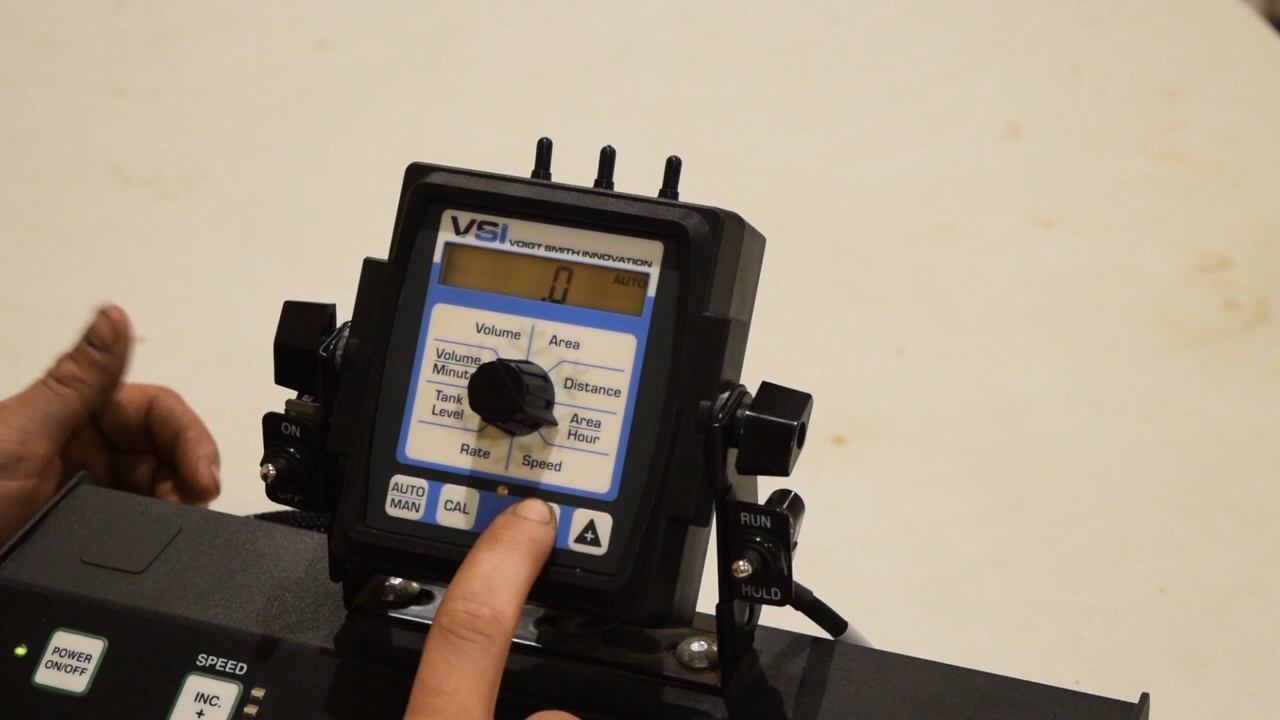 VSI VOIGT SMITH INNOVATION
.0 AUTO
Volume
Area
Volume
Minute
Distance
Tank
Level
Area
Hour
Rate
Speed
AUTO
MAN
CAL
+
ON
OFF
RUN
HOLD
POWER
ON/OFF
SPEED
INC.
+